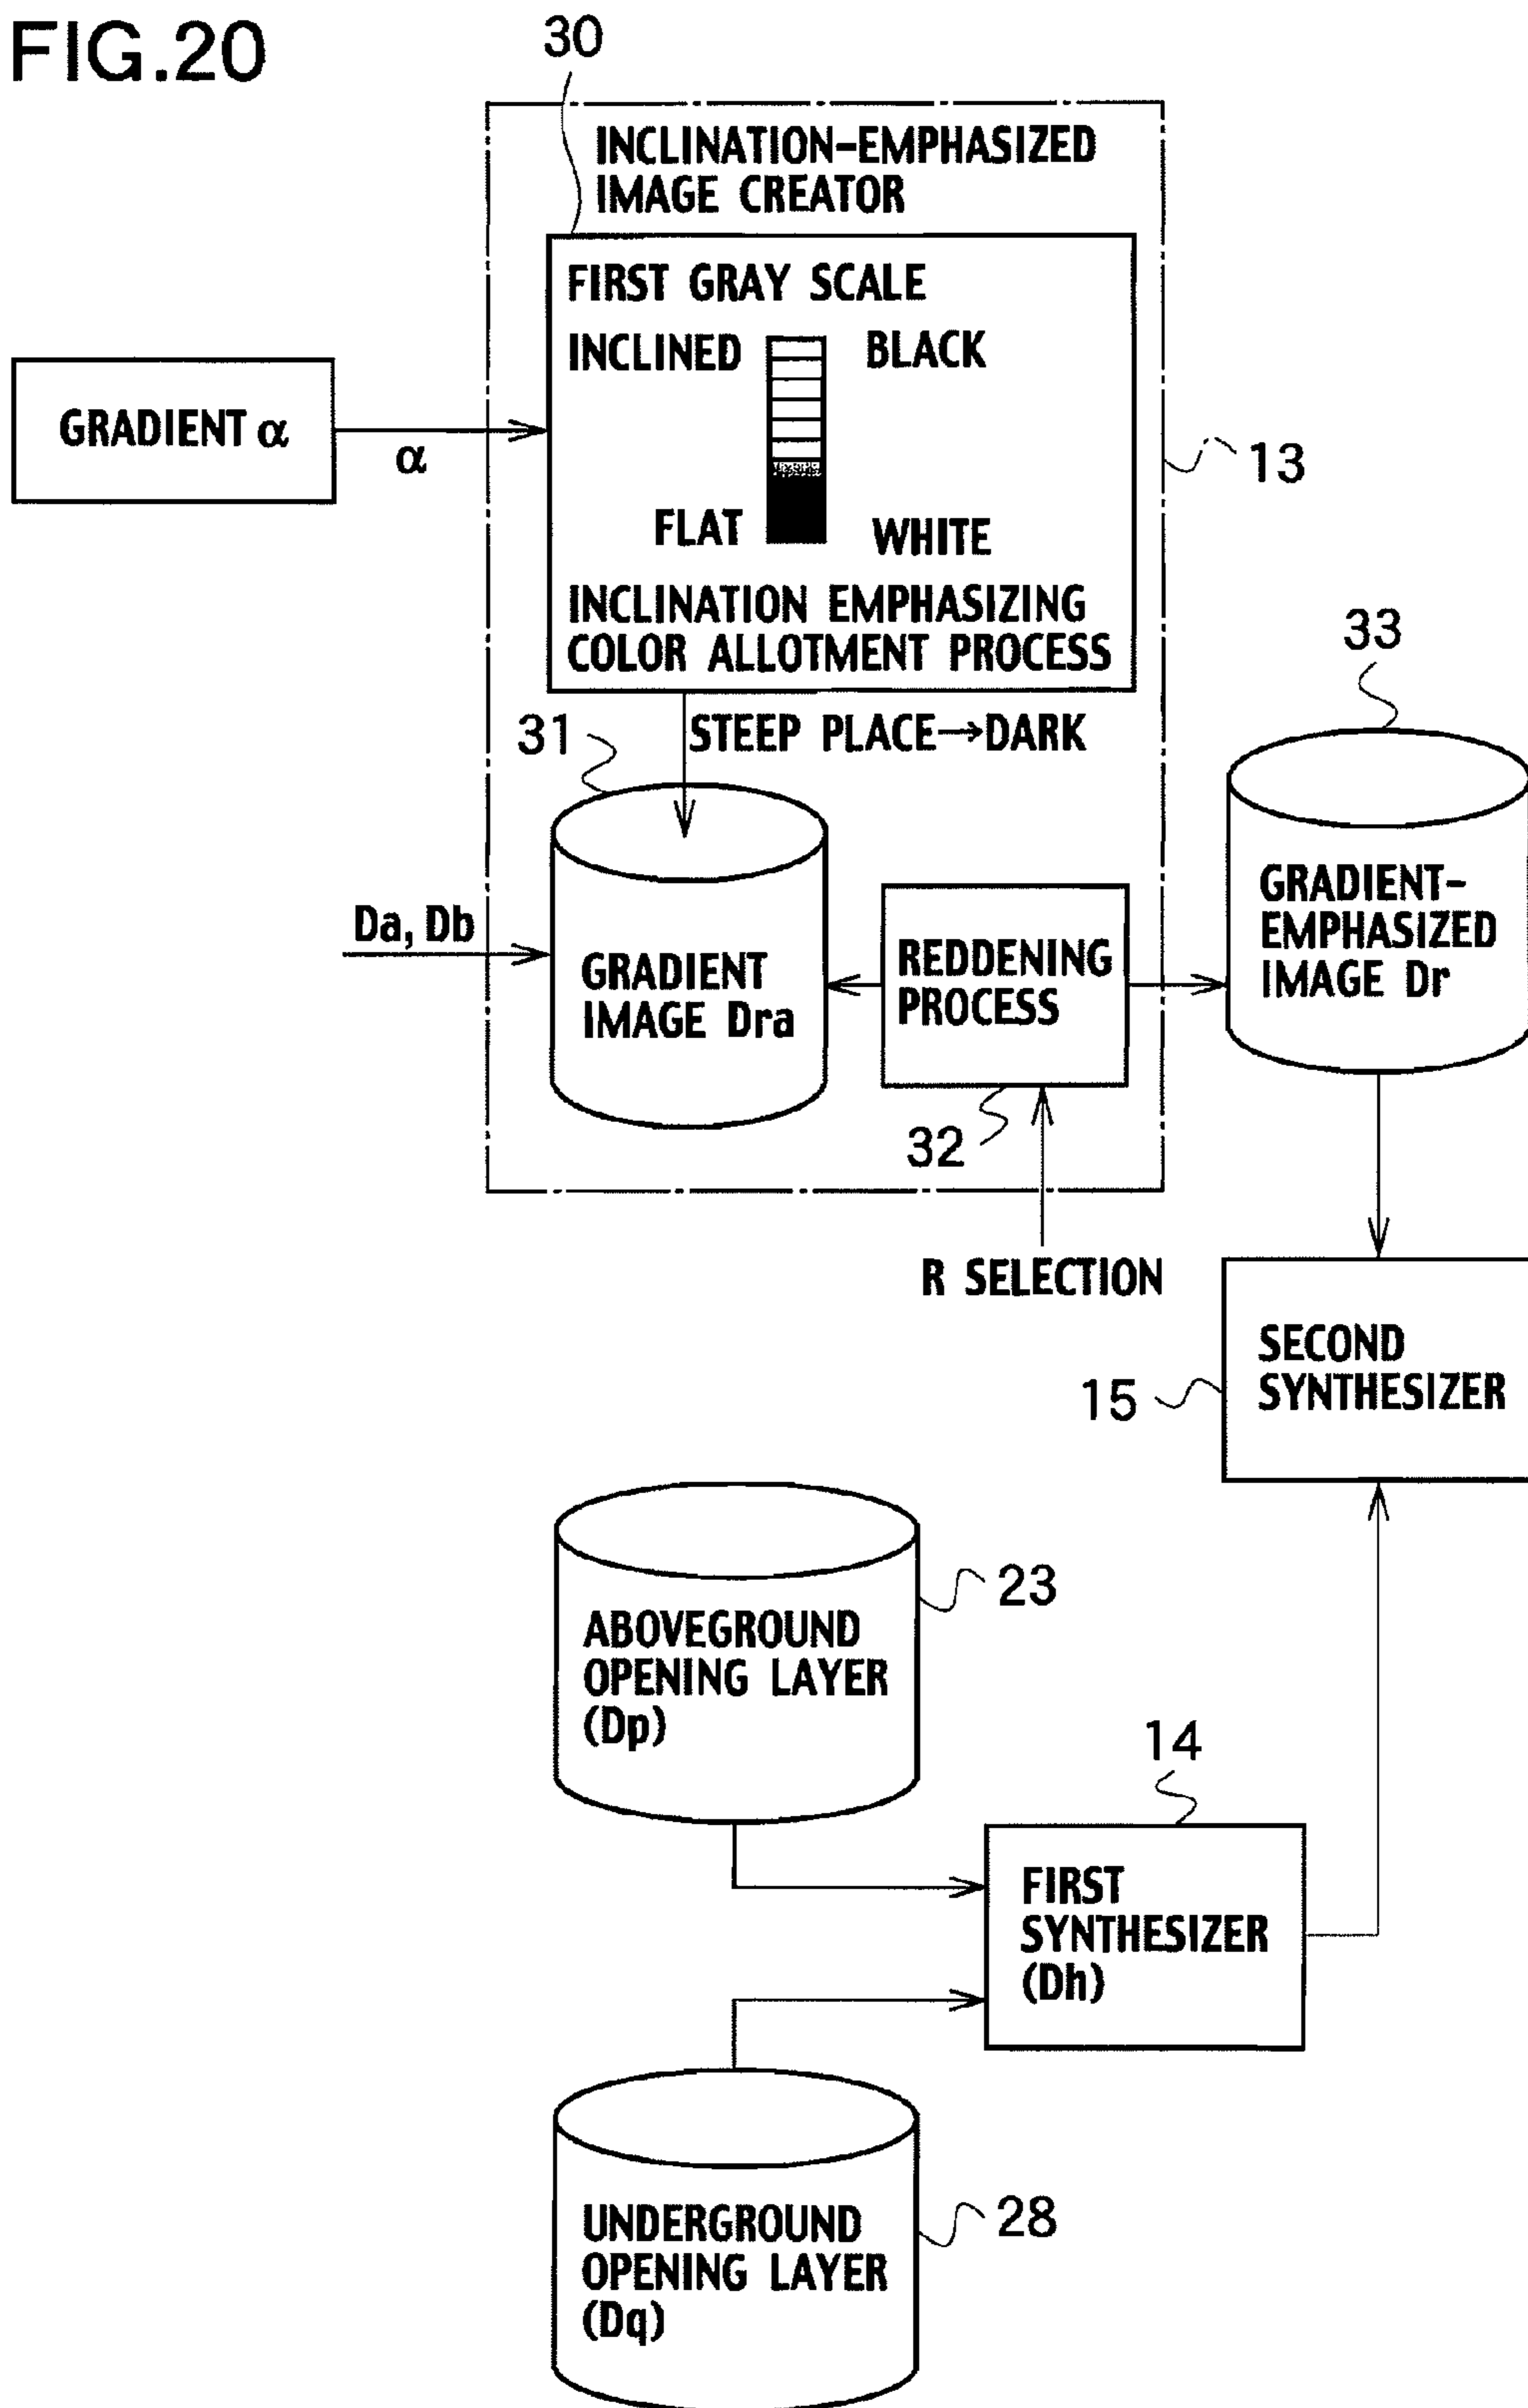 FIG.20
30
INCLINATION-EMPHASIZED
IMAGE CREATOR
FIRST GRAY SCALE
INCLINED
BLACK
FLAT
WHITE
INCLINATION EMPHASIZING
COLOR ALLOTMENT PROCESS
GRADIENT α
α
13
STEEP PLACE→DARK
31
33
Da, Db
GRADIENT
IMAGE Dra
REDDENING
PROCESS
32
GRADIENT-
EMPHASIZED
IMAGE Dr
R SELECTION
SECOND
SYNTHESIZER
15
ABOVEGROUND
OPENING LAYER
(Dp)
23
14
FIRST
SYNTHESIZER
(Dh)
UNDERGROUND
OPENING LAYER
(Dq)
28